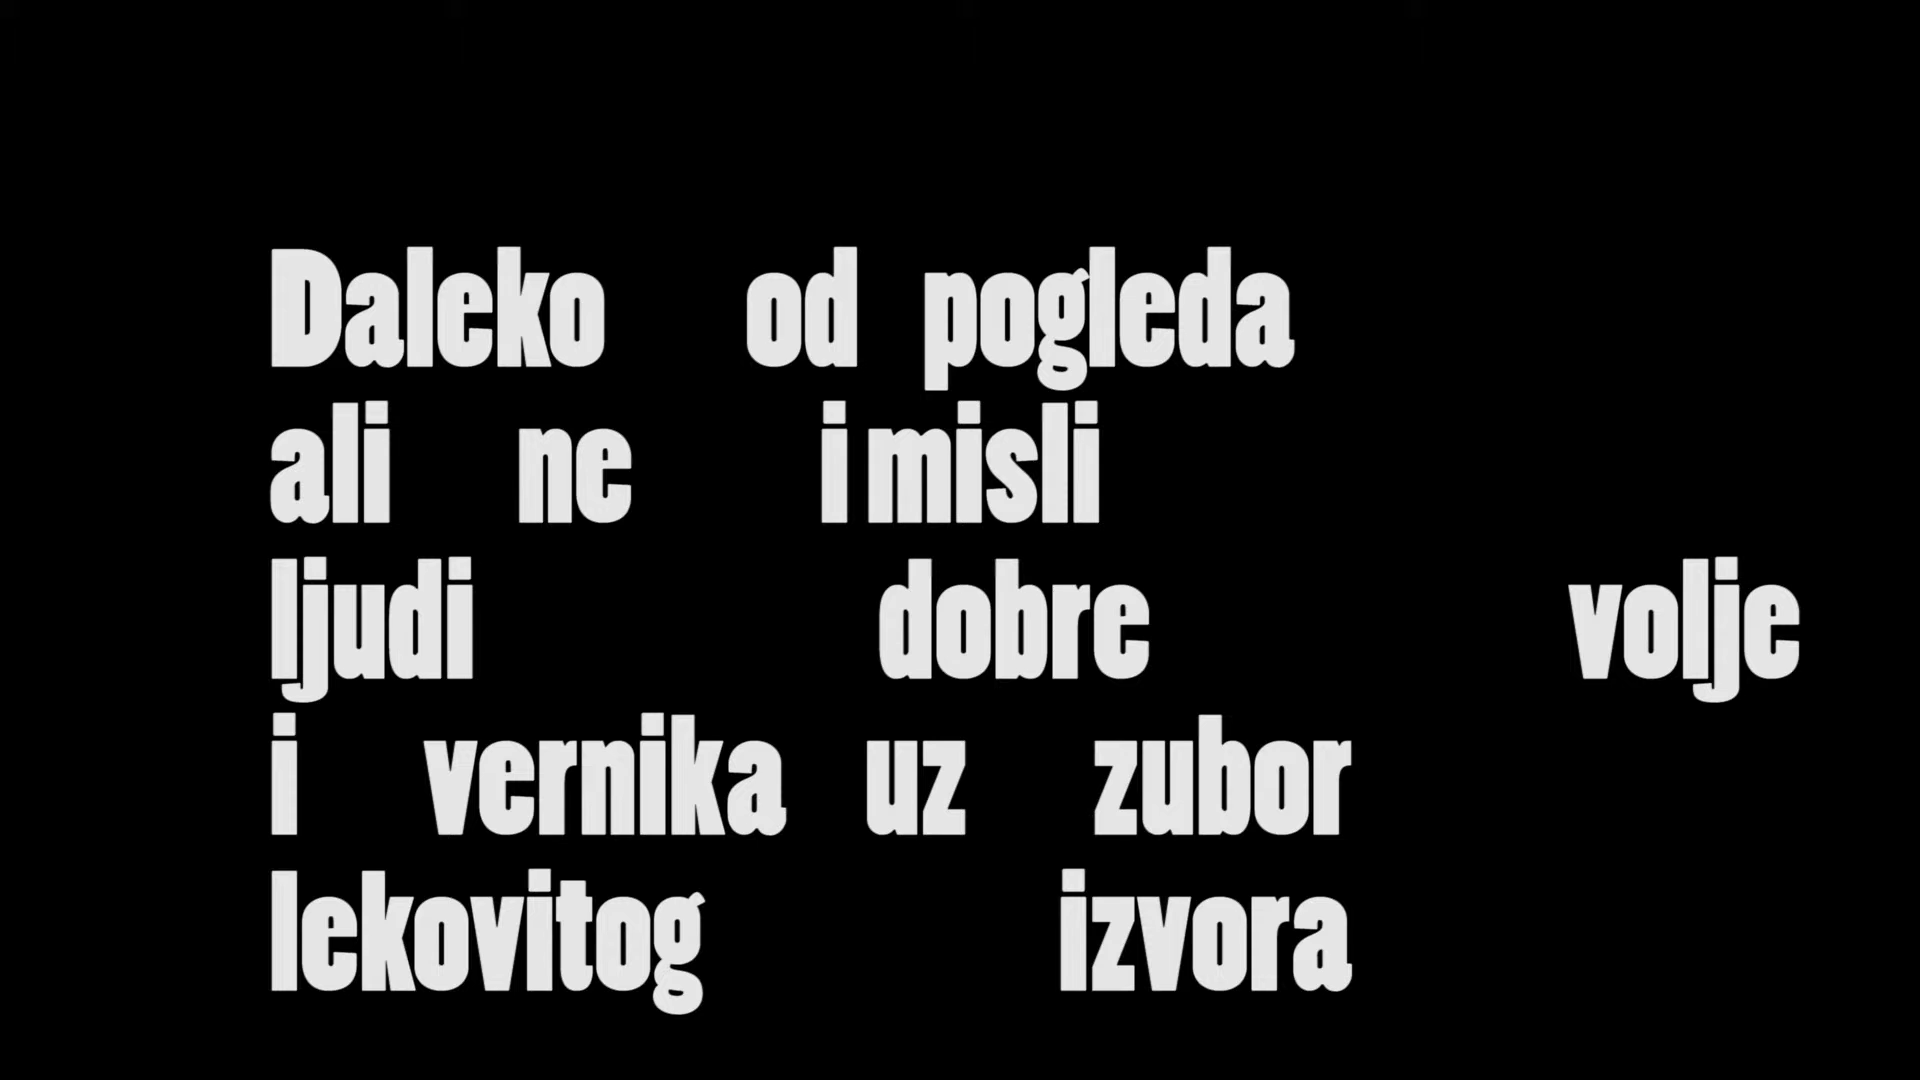 Daleko od pogleda
ali ne i misli
ljudi dobre volje
i vernika uz zubor
lekovitog izvora